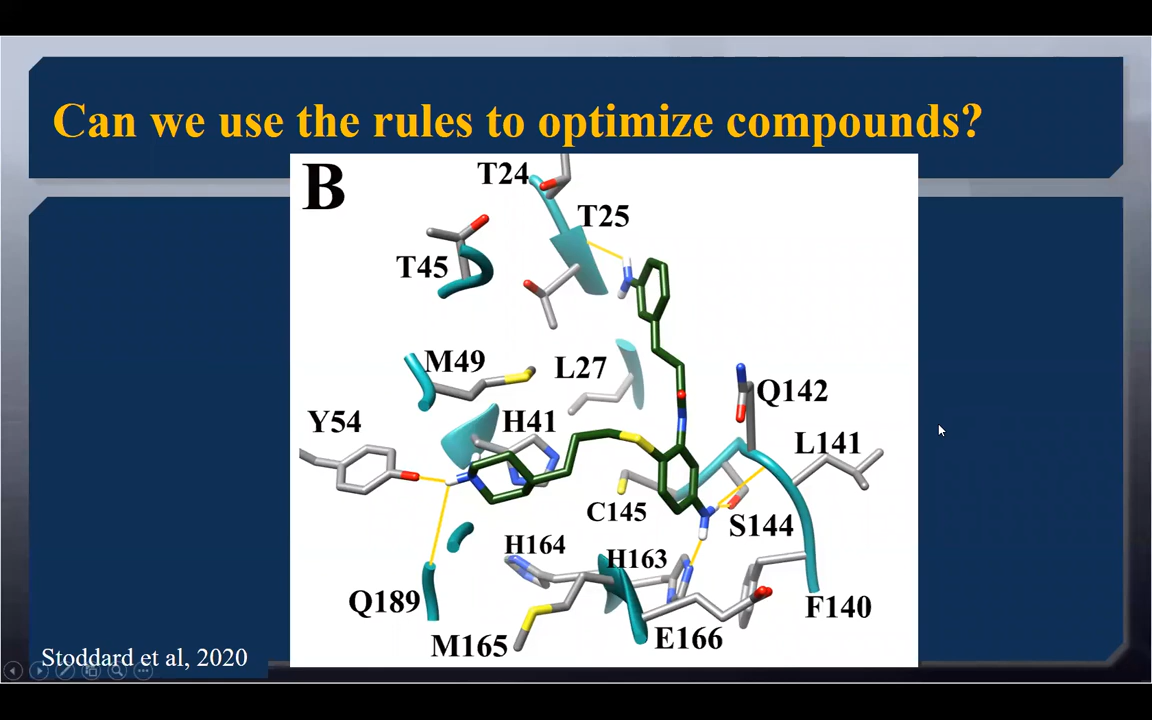 Can we use the rules to optimize compounds?
B
T24
T25
T45
M49
L27
Q142
Y54
H41
L141
C145
S144
H164
H163
Q189
F140
M165
E166
Stoddard et al, 2020